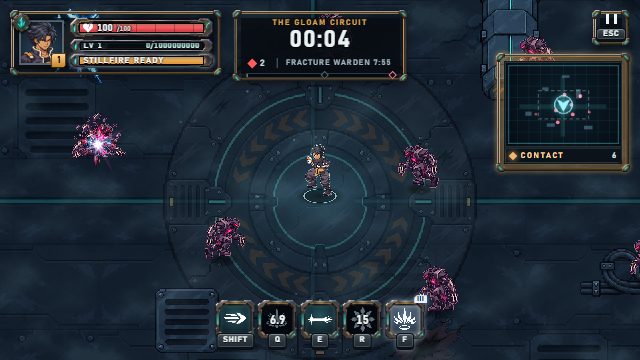 100/100
LV 1 0/1000000000
STILLFIRE READY
1
THE GLOAM CIRCUIT
00:04
2 FRACTURE WARDEN 7:55
ESC
CONTACT 6
6.9
15
SHIFT Q E R F